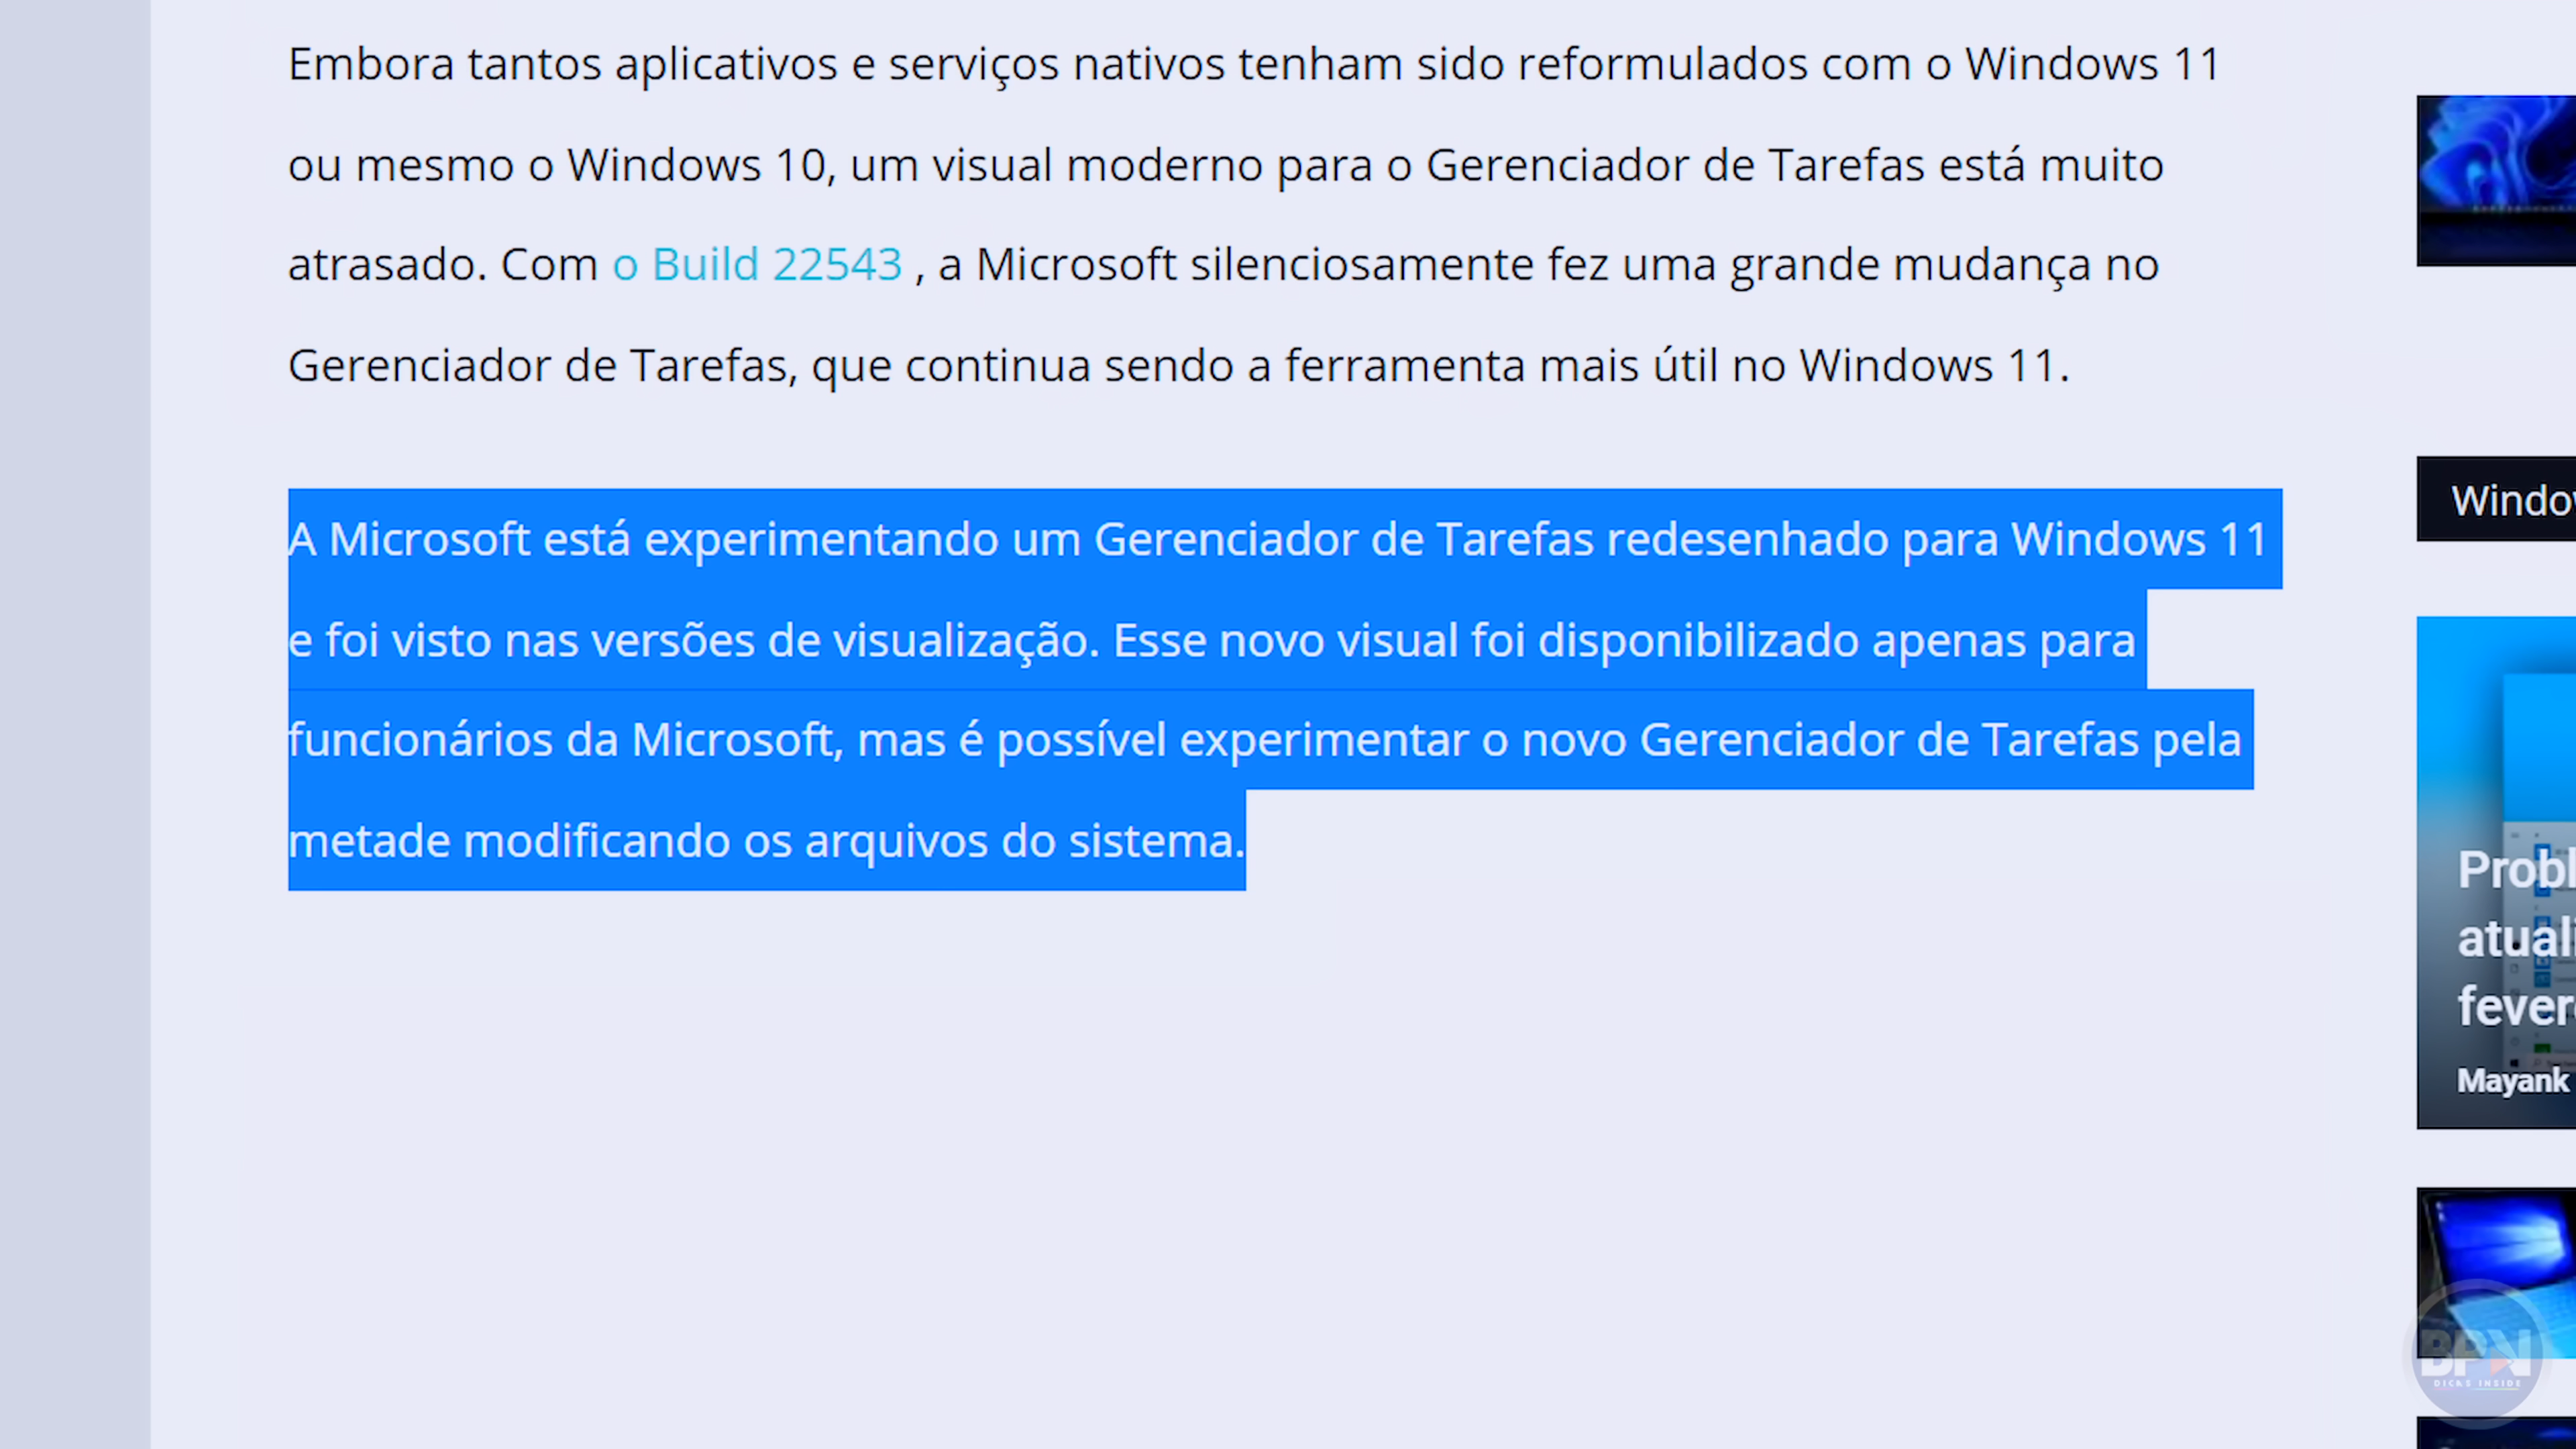 Embora tantos aplicativos e serviços nativos tenham sido reformulados com o Windows 11
ou mesmo o Windows 10, um visual moderno para o Gerenciador de Tarefas está muito
atrasado. Com o Build 22543 , a Microsoft silenciosamente fez uma grande mudança no
Gerenciador de Tarefas, que continua sendo a ferramenta mais útil no Windows 11.
A Microsoft está experimentando um Gerenciador de Tarefas redesenhado para Windows 11
e foi visto nas versões de visualização. Esse novo visual foi disponibilizado apenas para
funcionários da Microsoft, mas é possível experimentar o novo Gerenciador de Tarefas pela
metade modificando os arquivos do sistema.
Mayank
BPN
DICAS INSIDE